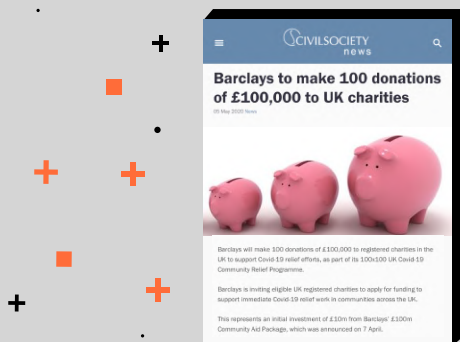 CIVILSOCIETY
news
Barclays to make 100 donations
of £100,000 to UK charities
09 May 2020 News
Barclays will make 100 donations of £100,000 to registered charities in the
UK to support Covid-19 relief efforts, as part of its 100x100 UK Covid-19
Community Relief Programme.
Barclays is inviting eligible UK registered charities to apply for funding to
support immediate Covid-19 relief work in communities across the UK.
This represents an initial investment of £10m from Barclays' £100m
Community Aid Package, which was announced on 7 April.